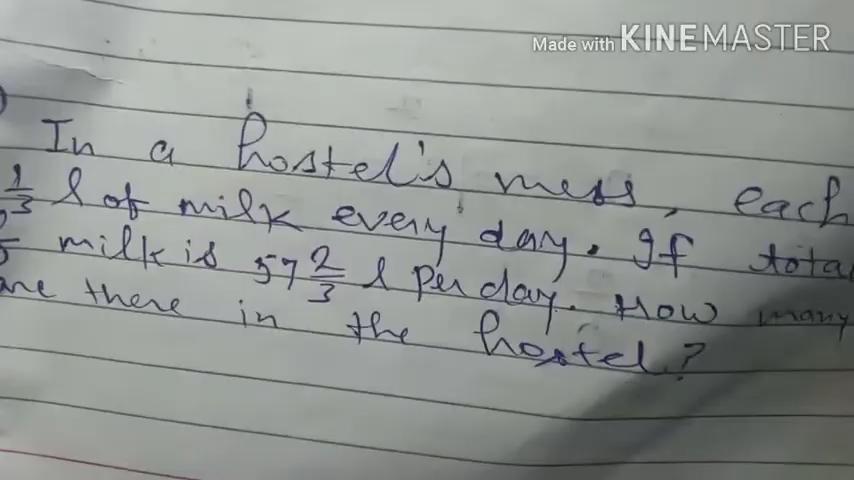 Made with KINEMASTER
In a hostel's mess, each
1/3 l of milk every day. If total
milk is 57 2/3 l per day. How many
are there in the hostel?